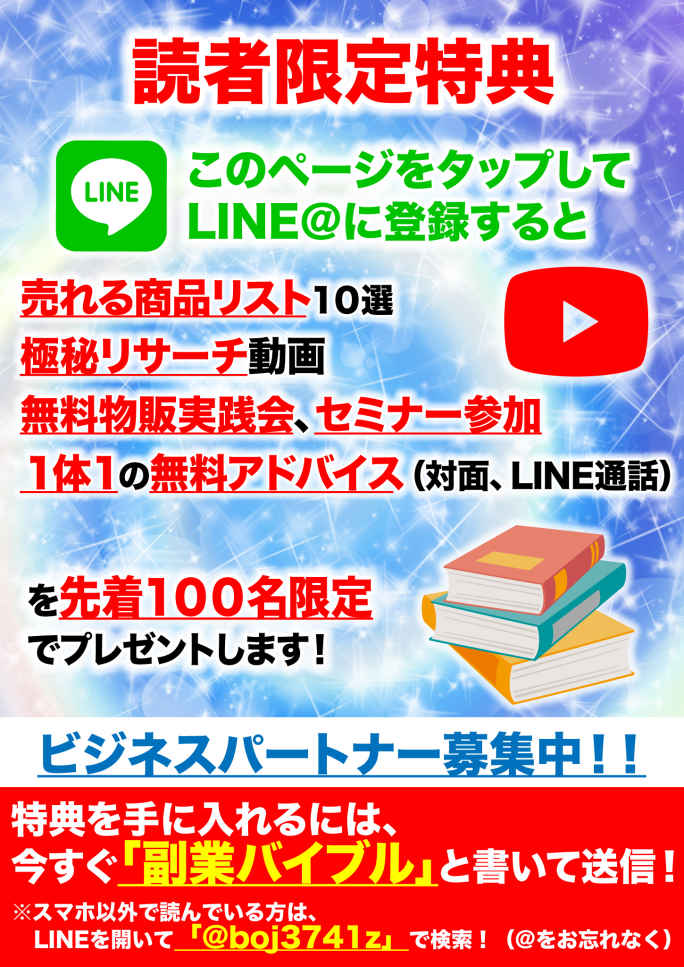 読者限定特典
LINE
このページをタップして
LINE@に登録すると
売れる商品リスト10選
極秘リサーチ動画
無料物販実践会、セミナー参加
1体1の無料アドバイス（対面、LINE通話）
を先着100名限定
でプレゼントします！
ビジネスパートナー募集中！！
特典を手に入れるには、
今すぐ「副業バイブル」と書いて送信！
※スマホ以外で読んでいる方は、
LINEを開いて「@boj3741z」で検索！（@をお忘れなく）